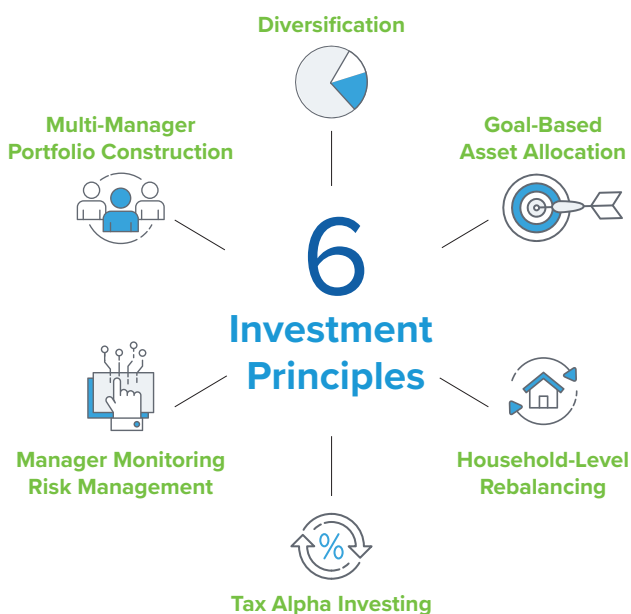 Diversification
Multi-Manager
Portfolio Construction
Goal-Based
Asset Allocation
6
Investment
Principles
Manager Monitoring
Risk Management
Household-Level
Rebalancing
%
Tax Alpha Investing